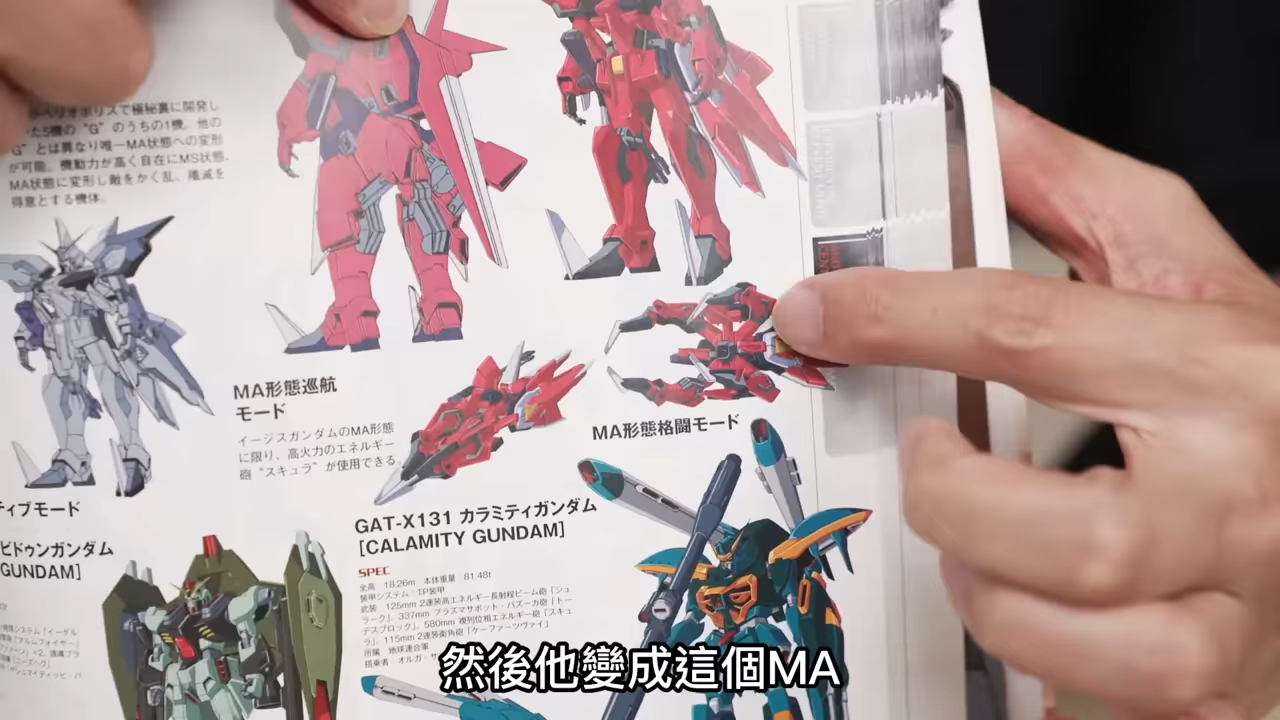 ヘリオポリスで極秘裏に開発し
た5機の“G”のうちの1機。他の
G”とは異なり唯一MA状態への変形
が可能。機動力が高く自在にMS状態、
MA状態に変形し敵をかく乱、殲滅を
得意とする機体。
MA形態巡航
モード
イージスガンダムのMA形態
に限り、高火力のエネルギー
砲“スキュラ”が使用できる。
MA形態格闘モード
ティブモード
GAT-X131 カラミティガンダム
[CALAMITY GUNDAM]
ビドゥンガンダム
GUNDAM]
SPEC
全高 18.26m 本体重量 81.48t
装甲システム：TP装甲
武装 125mm 2連装高エネルギー長射程ビーム砲「シュ
ラーク」、337mm プラズマサボット・バズーカ砲「トー
デスブロック」、580mm 複列位相エネルギー砲「スキュ
ラ」、115mm 2連装衝角砲「ケーファーツヴァイ」
所属 地球連合軍
搭乗者 オルガ・サ
然後他變成這個MA